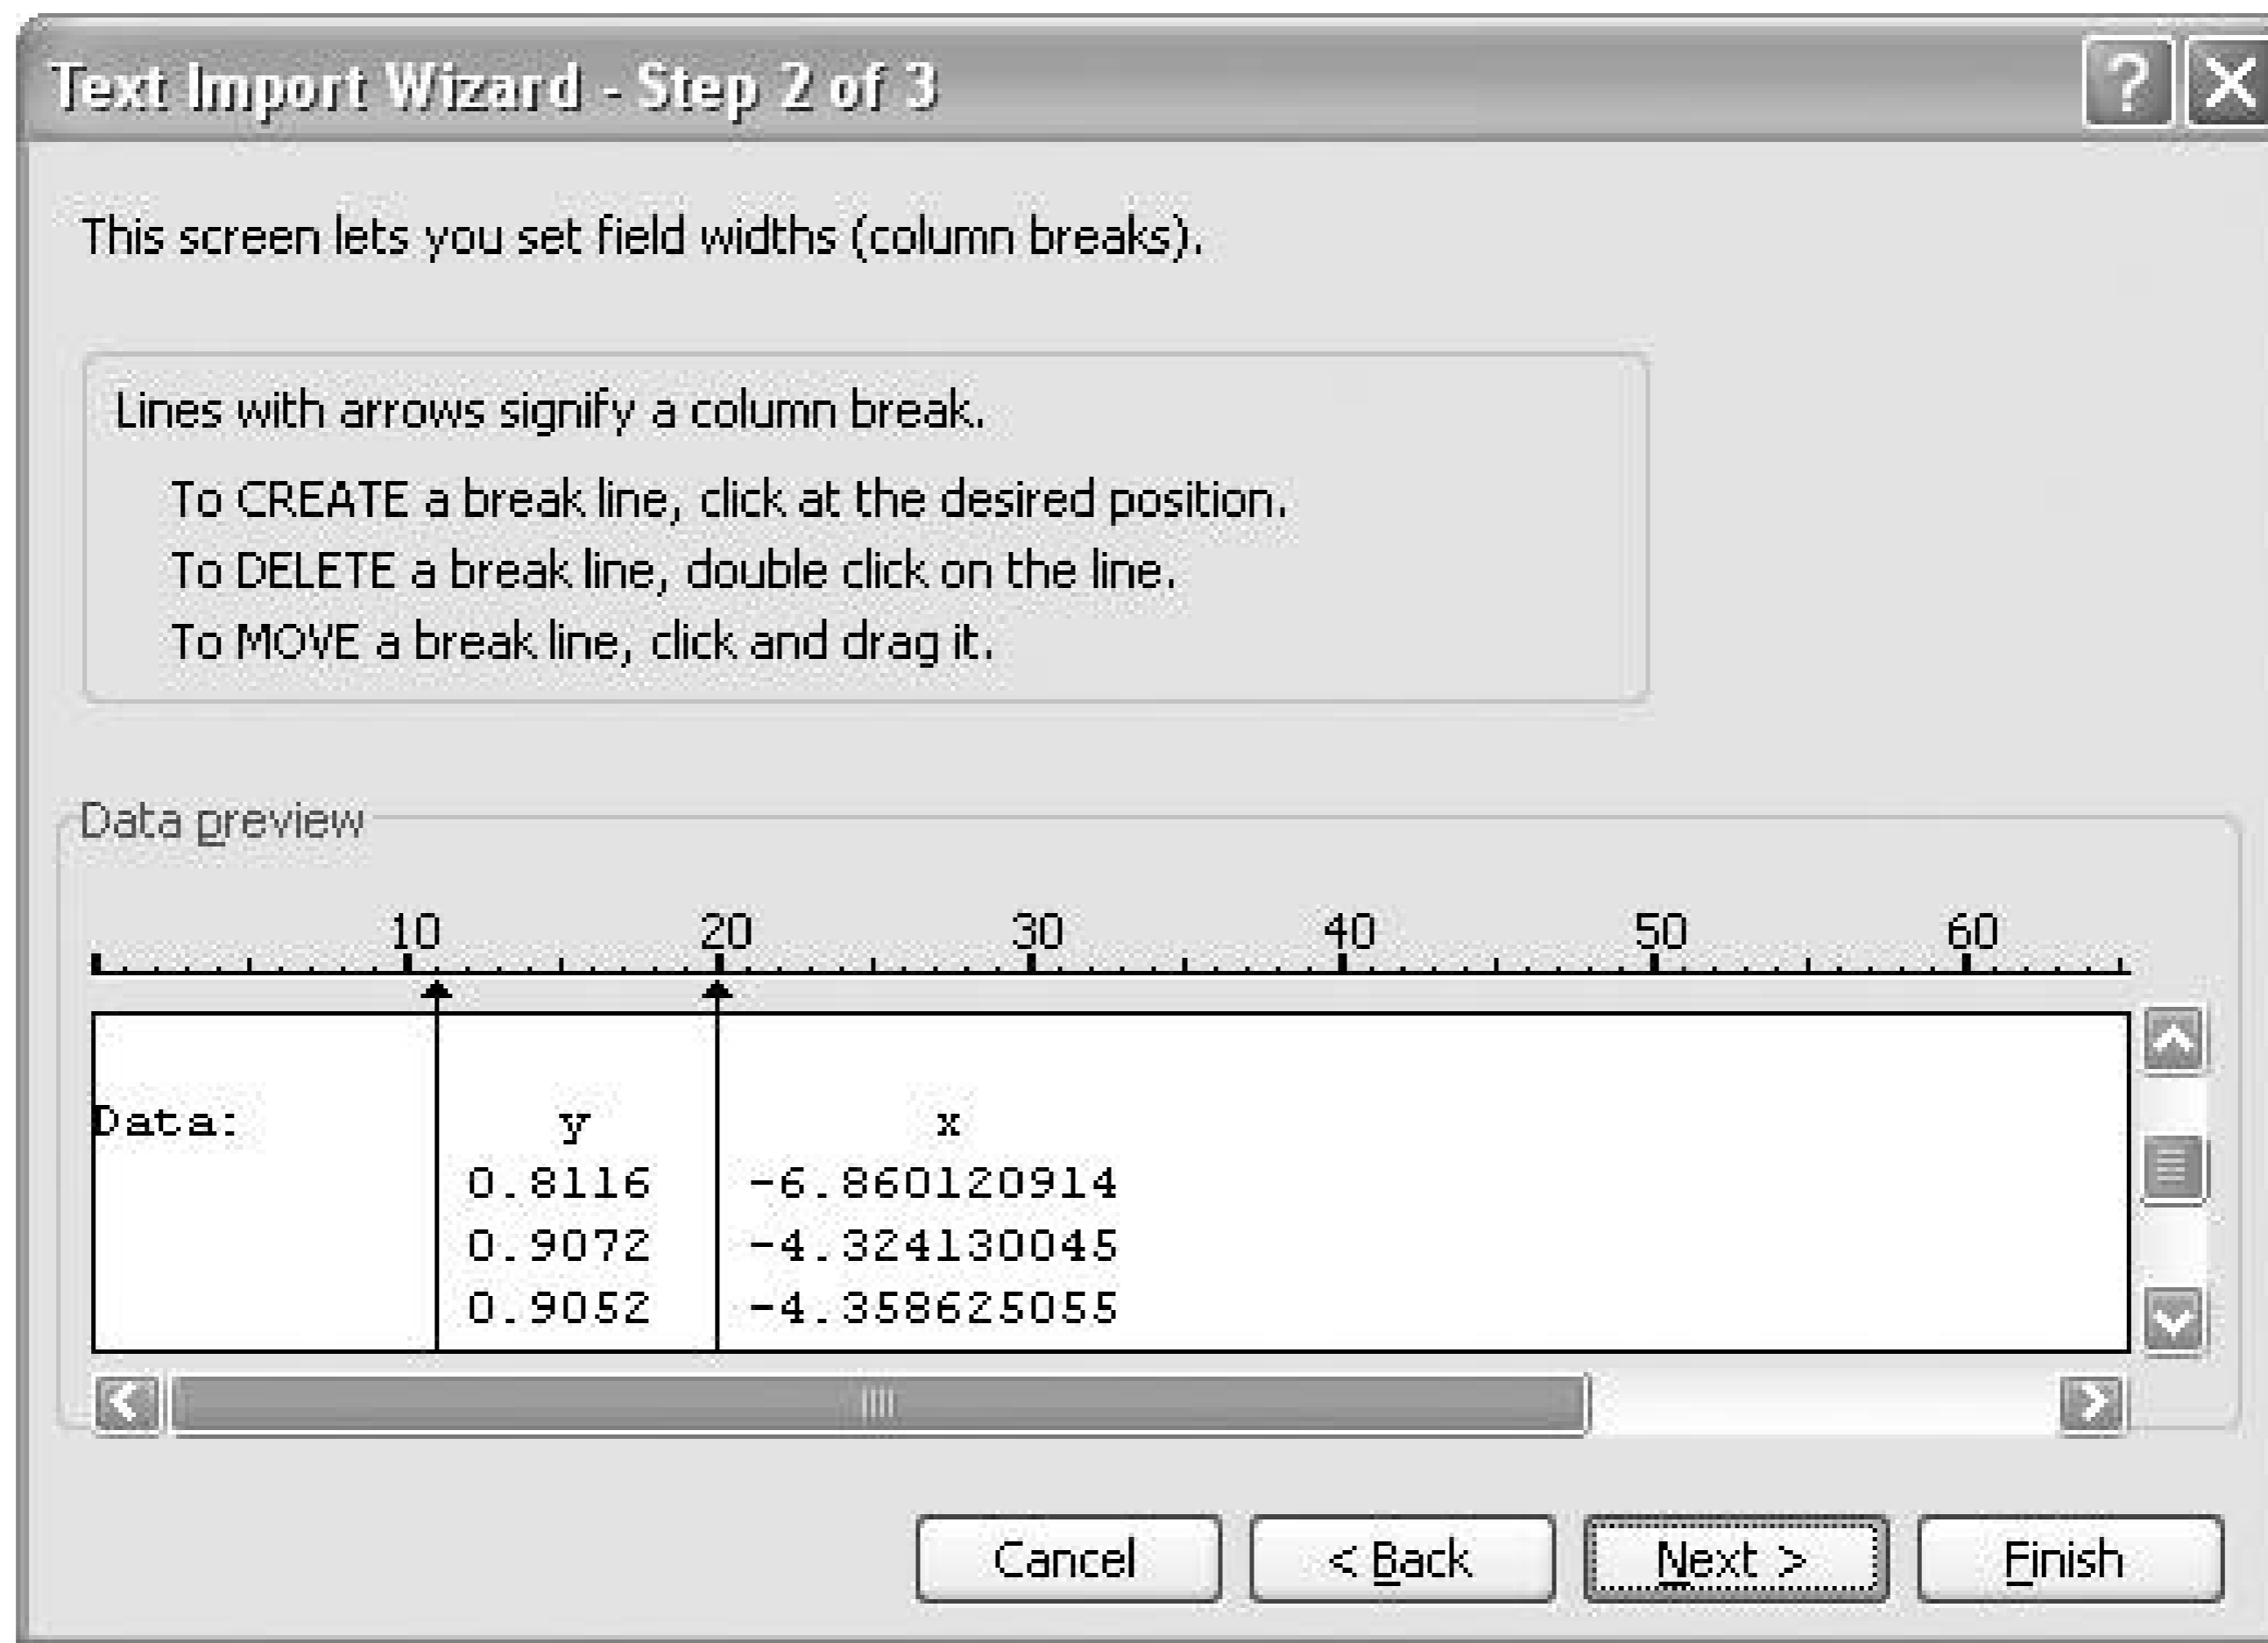 Text Import Wizard - Step 2 of 3
This screen lets you set field widths (column breaks).
Lines with arrows signify a column break.
To CREATE a break line, click at the desired position.
To DELETE a break line, double click on the line.
To MOVE a break line, click and drag it.
Data preview
10 20 30 40 50 60
Data: y x
0.8116 -6.860120914
0.9072 -4.324130045
0.9052 -4.358625055
Cancel < Back Next > Finish